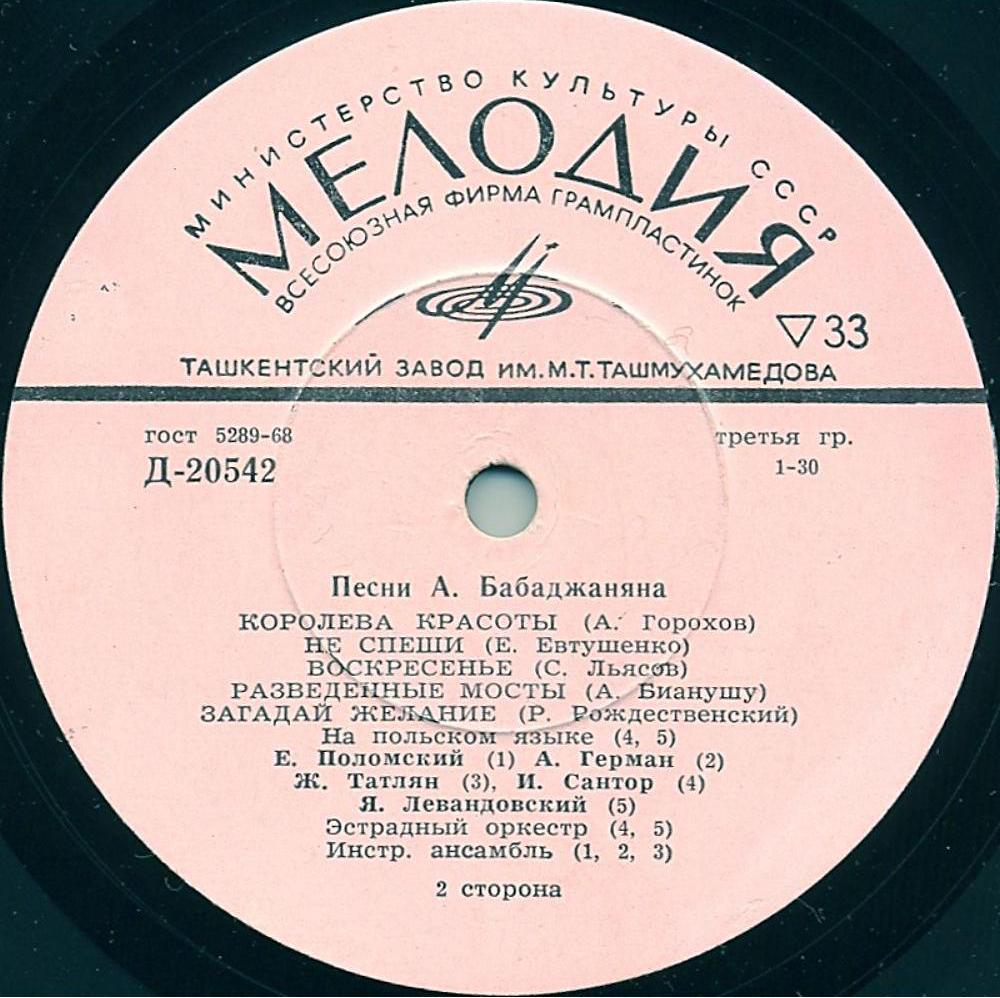 МИНИСТЕРСТВО КУЛЬТУРЫ СССР
МЕЛОДИЯ
ВСЕСОЮЗНАЯ ФИРМА ГРАМПЛАСТИНОК
▽33
ТАШКЕНТСКИЙ ЗАВОД ИМ. М.Т.ТАШМУХАМЕДОВА
гост 5289-68
третья гр.
Д-20542
1-30
Песни А. Бабаджаняна
КОРОЛЕВА КРАСОТЫ (А. Горохов)
НЕ СПЕШИ (Е. Евтушенко)
ВОСКРЕСЕНЬЕ (С. Льясов)
РАЗВЕДЕННЫЕ МОСТЫ (А. Бианушу)
ЗАГАДАЙ ЖЕЛАНИЕ (Р. Рождественский)
На польском языке (4, 5)
Е. Поломский (1) А. Герман (2)
Ж. Татлян (3), И. Сантор (4)
Я. Левандовский (5)
Эстрадный оркестр (4, 5)
Инстр. ансамбль (1, 2, 3)
2 сторона